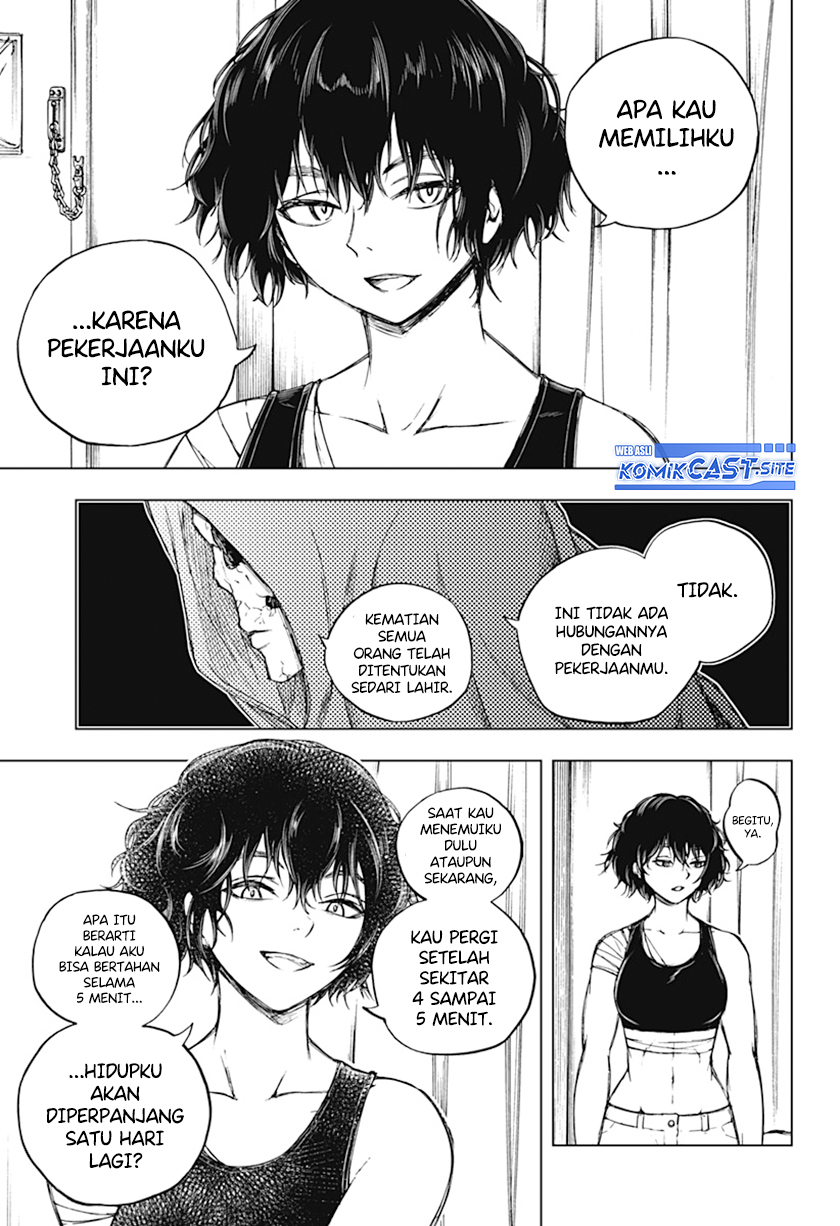 APA KAU
MEMILIHKU
...
...KARENA
PEKERJAANKU
INI?
WEB ASLI
KOMIKCAST.SITE
TIDAK.
INI TIDAK ADA
HUBUNGANNYA
DENGAN
PEKERJAANMU.
KEMATIAN
SEMUA
ORANG TELAH
DITENTUKAN
SEDARI LAHIR.
BEGITU,
YA.
SAAT KAU
MENEMUIKU
DULU
ATAUPUN
SEKARANG,
KAU PERGI
SETELAH
SEKITAR
4 SAMPAI
5 MENIT.
APA ITU
BERARTI
KALAU AKU
BISA BERTAHAN
SELAMA
5 MENIT...
...HIDUPKU
AKAN
DIPERPANJANG
SATU HARI
LAGI?